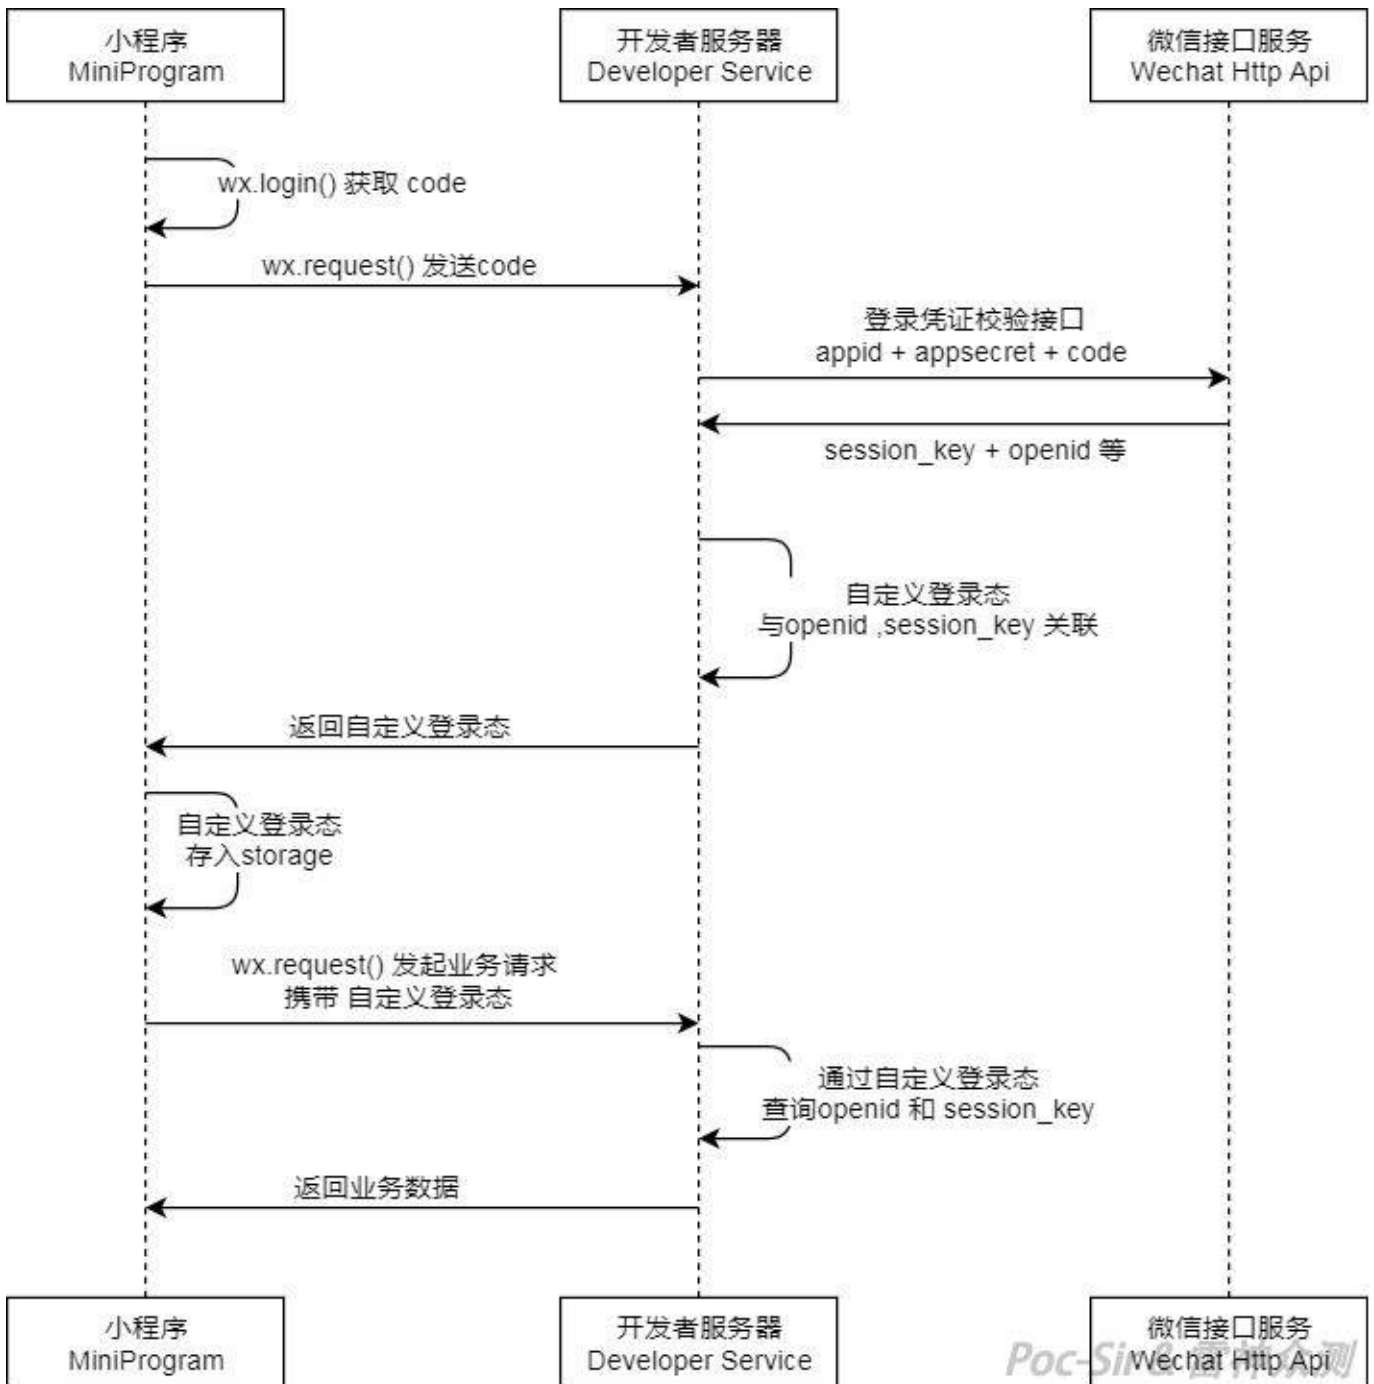 小程序
MiniProgram
开发者服务器
Developer Service
微信接口服务
Wechat Http Api
wx.login() 获取 code
wx.request() 发送code
登录凭证校验接口
appid + appsecret + code
session_key + openid 等
自定义登录态
与openid ,session_key 关联
返回自定义登录态
自定义登录态
存入storage
wx.request() 发起业务请求
携带 自定义登录态
通过自定义登录态
查询openid 和 session_key
返回业务数据
小程序
MiniProgram
开发者服务器
Developer Service
微信接口服务
Wechat Http Api
Poc-Sir & 雷神众测